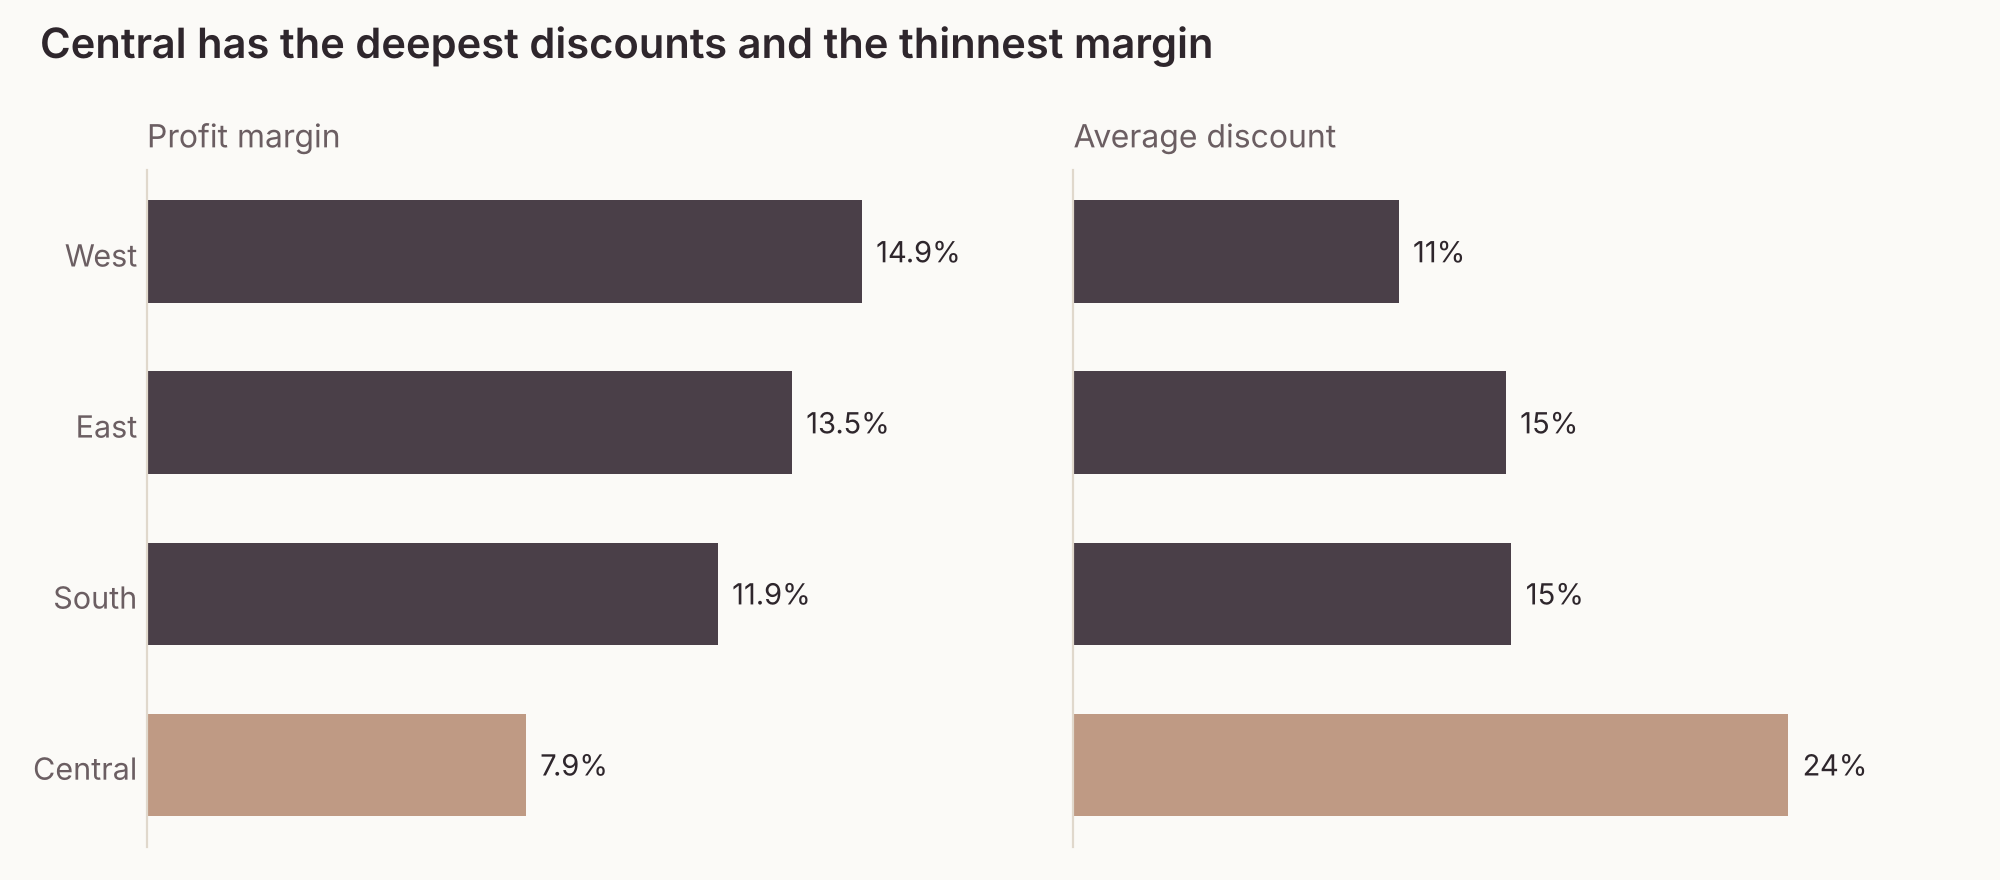 Central has the deepest discounts and the thinnest margin
Profit margin
West
14.9%
East
13.5%
South
11.9%
Central
7.9%
Average discount
11%
15%
15%
24%